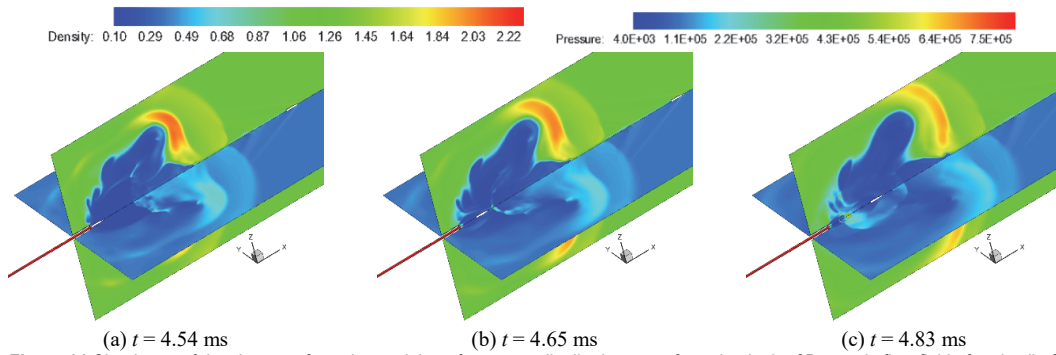 Density: 0.10 0.29 0.49 0.68 0.87 1.06 1.26 1.45 1.64 1.84 2.03 2.22
Pressure: 4.0E+03 1.1E+05 2.2E+05 3.2E+05 4.3E+05 5.4E+05 6.4E+05 7.5E+05
Z
Y
X
Z
Y
X
Z
Y
X
(a) t = 4.54 ms
(b) t = 4.65 ms
(c) t = 4.83 ms